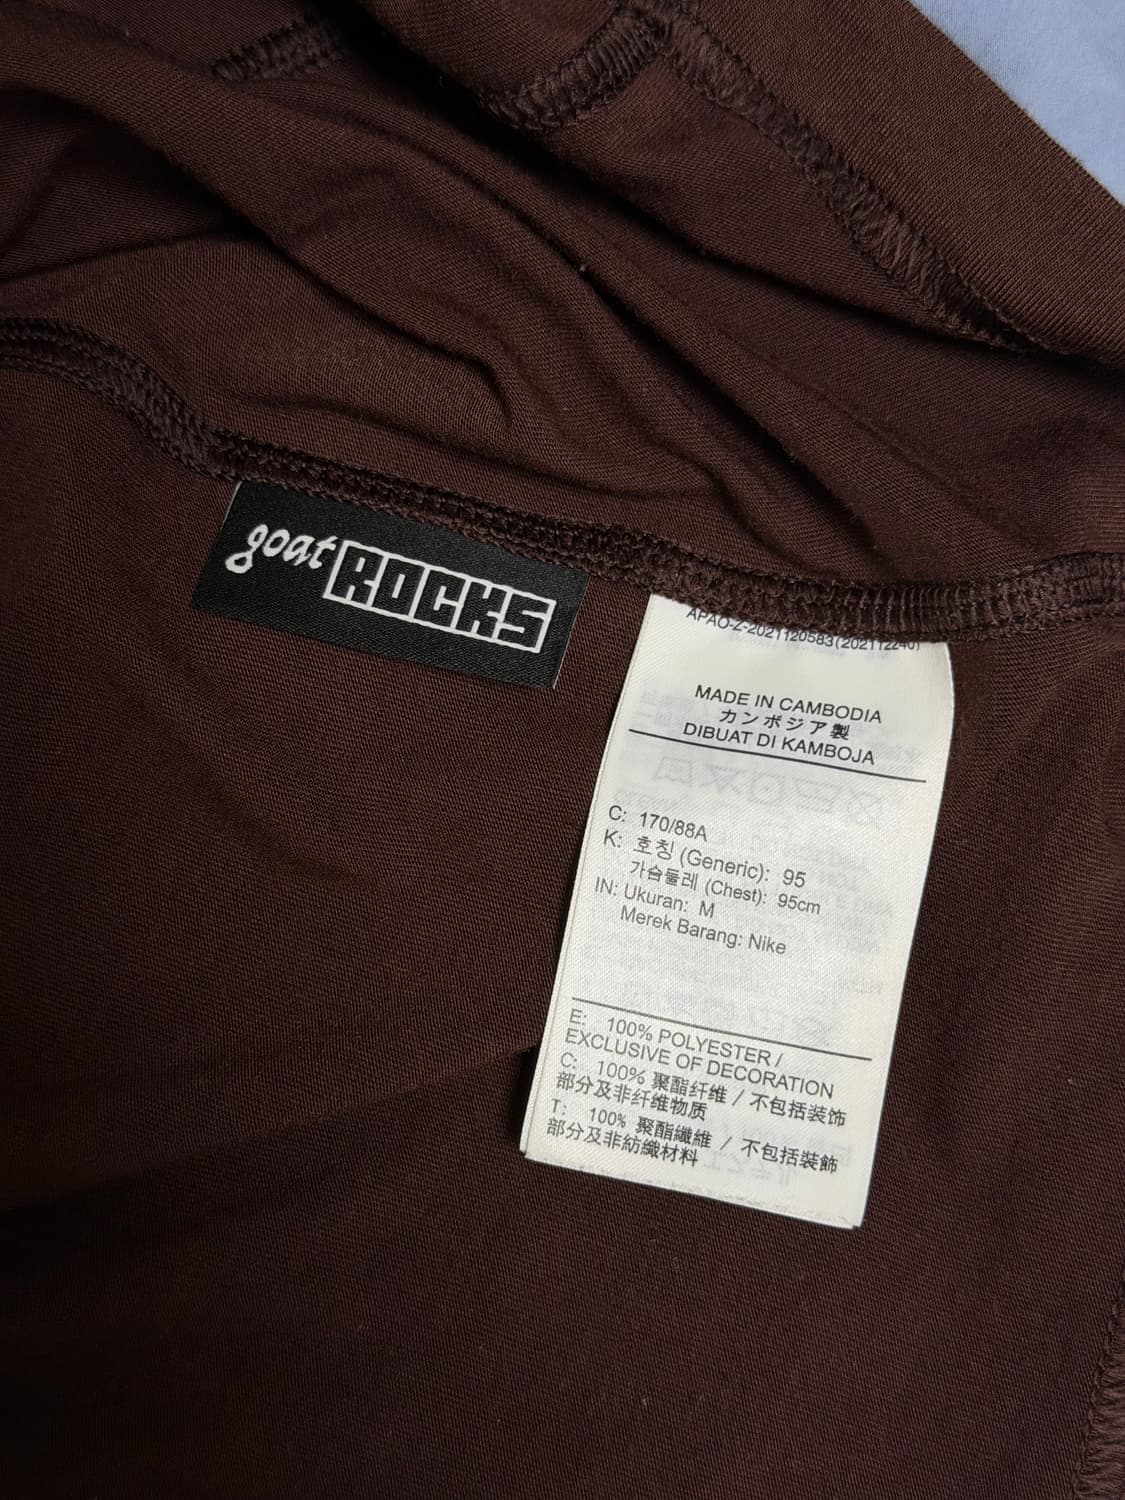 goat ROCKS
APAO-Z-2021120583(202112240)
MADE IN CAMBODIA
カンボジア製
DIBUAT DI KAMBOJA
C: 170/88A
K: 호칭 (Generic): 95
가슴둘레 (Chest): 95cm
IN: Ukuran: M
Merek Barang: Nike
E: 100% POLYESTER /
EXCLUSIVE OF DECORATION
C: 100% 聚酯纤维 / 不包括装饰
部分及非纤维物质
T: 100% 聚酯纖維 / 不包括裝飾
部分及非紡織材料